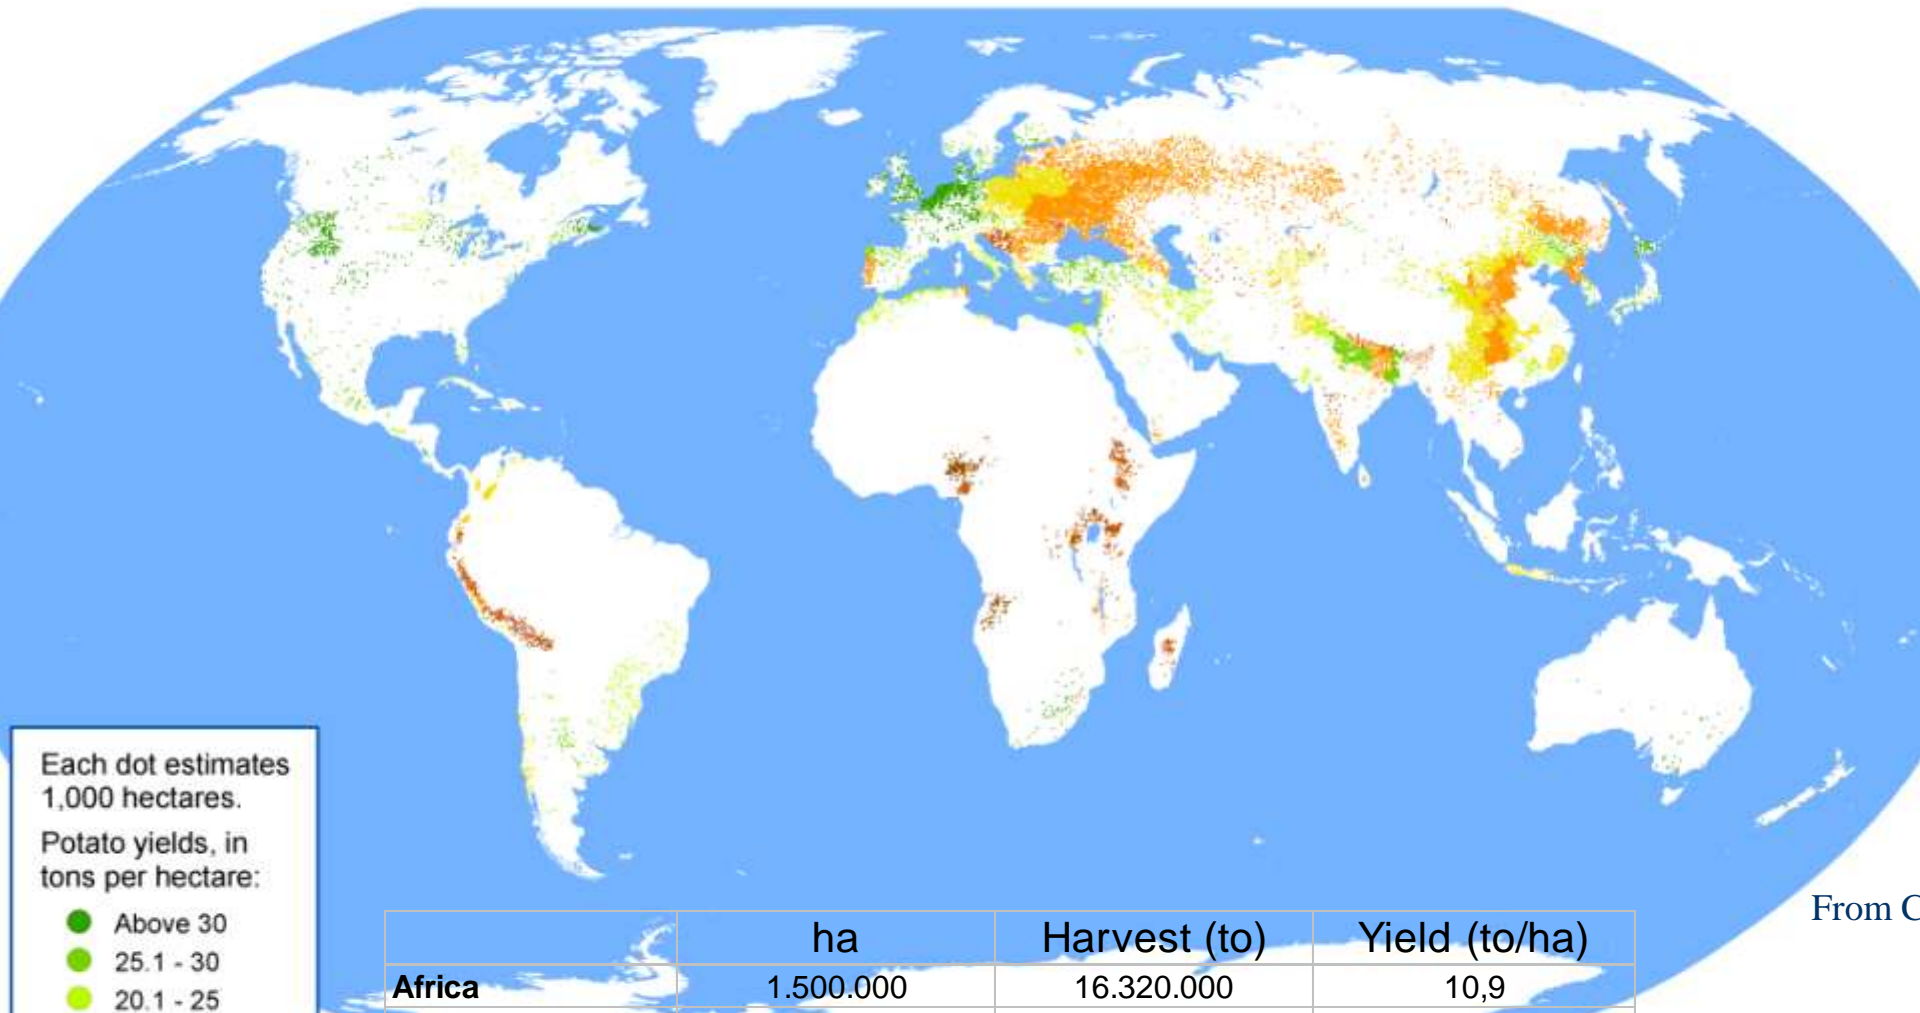 Each dot estimates
1,000 hectares.
Potato yields, in
tons per hectare:
Above 30
25.1 - 30
20.1 - 25
From C
ha Harvest (to) Yield (to/ha)
Africa 1.500.000 16.320.000 10,9